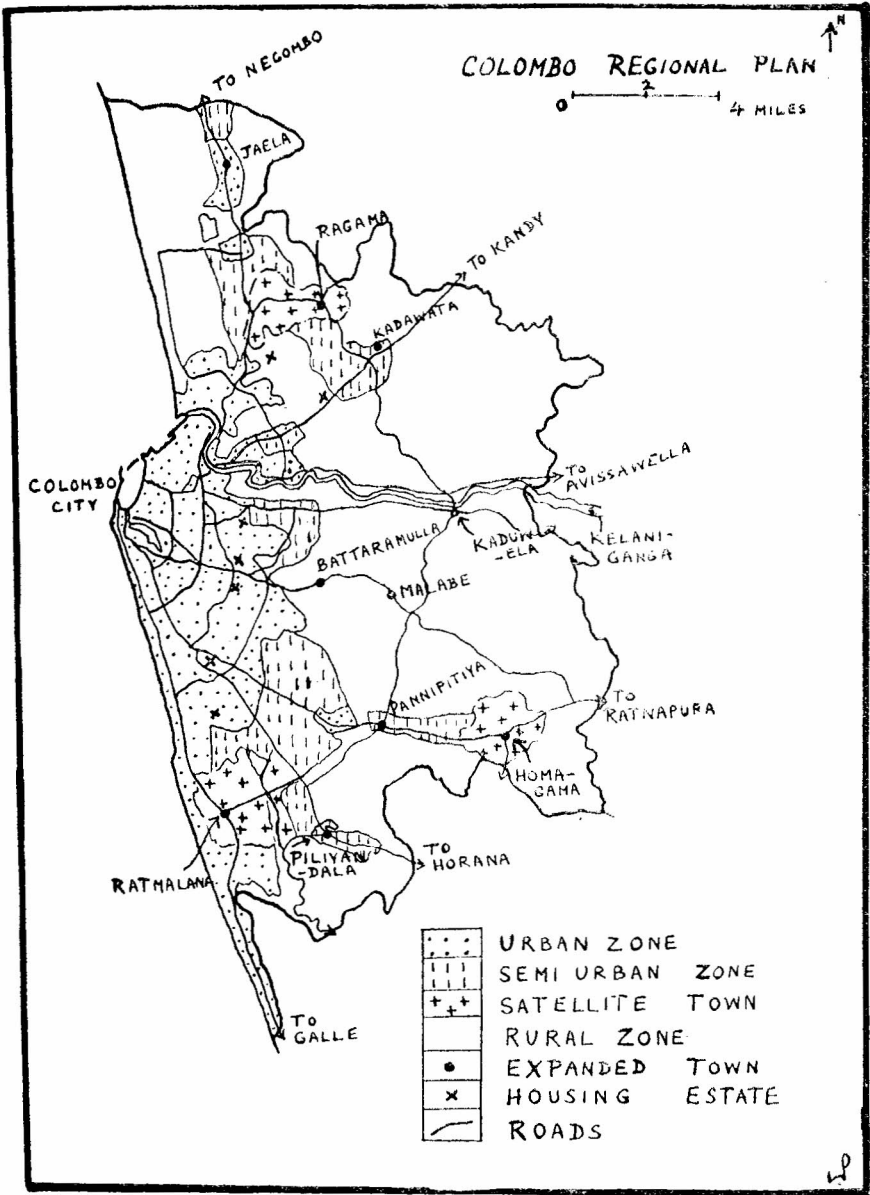 N
TO NEGOMBO
COLOMBO REGIONAL PLAN
0 2
4 MILES
JAELA
RAGAMA
TO KANDY
KADAWATA
TO
AVISSAWELLA
COLOMBO
CITY
KADUW
-ELA
KELANI-
GANGA
BATTARAMULLA
MALABE
PANNIPITIYA
TO
RATNAPURA
HOMA-
GAMA
PILIYAN
-DALA
TO
HORANA
RATMALANA
TO
GALLE
URBAN ZONE
SEMI URBAN ZONE
SATELLITE TOWN
RURAL ZONE
EXPANDED TOWN
HOUSING ESTATE
ROADS